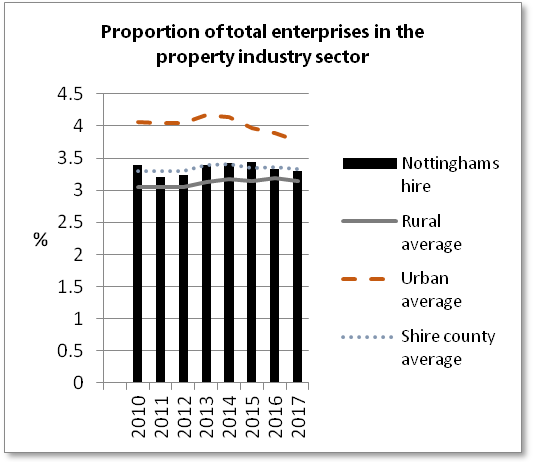 Proportion of total enterprises in the
property industry sector
4.5
4
3.5
3
2.5
2
1.5
1
0.5
0
%
2010
2011
2012
2013
2014
2015
2016
2017
Nottinghams
hire
Rural
average
Urban
average
Shire county
average